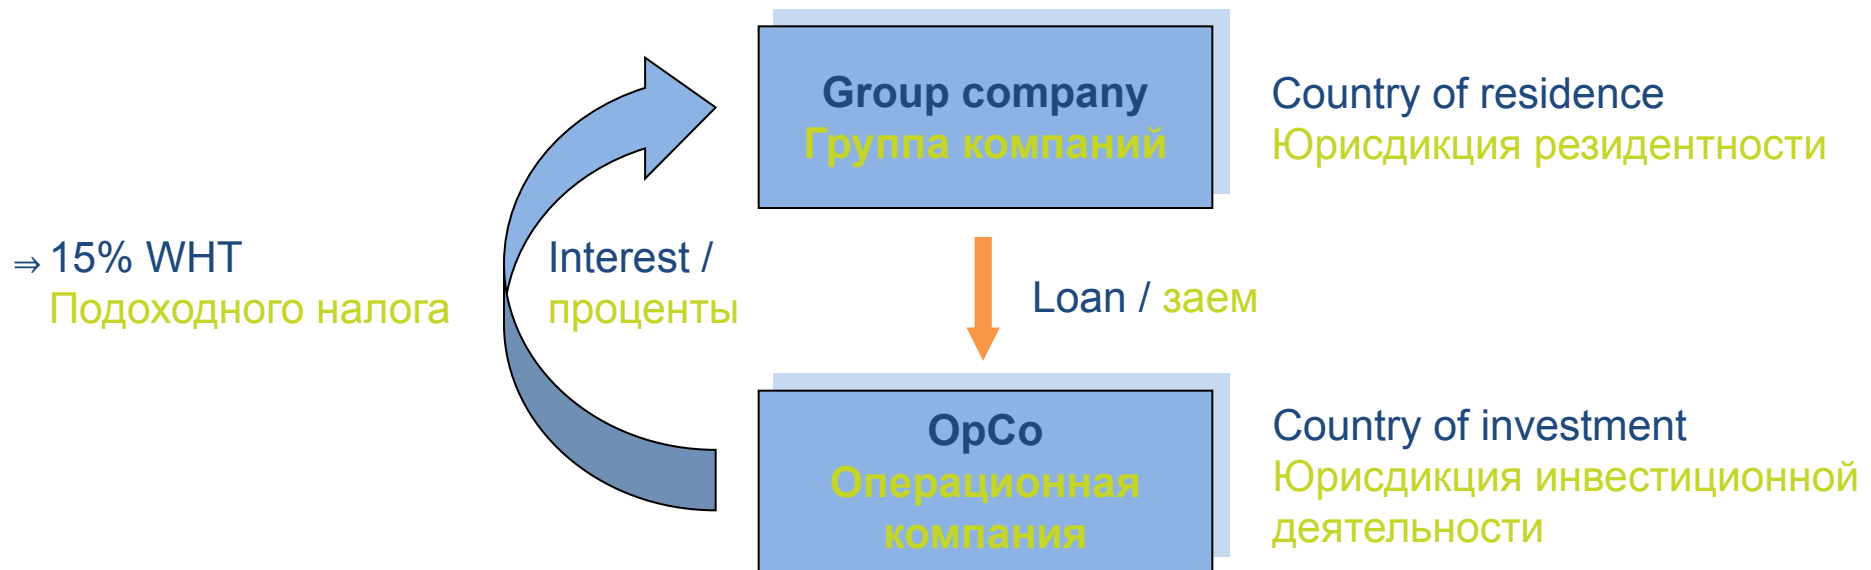 Group company
Группа компаний
Country of residence
Юрисдикция резидентности
⇒ 15% WHT
Подоходного налога
Interest /
проценты
Loan / заем
OpCo
Операционная
компания
Country of investment
Юрисдикция инвестиционной
деятельности